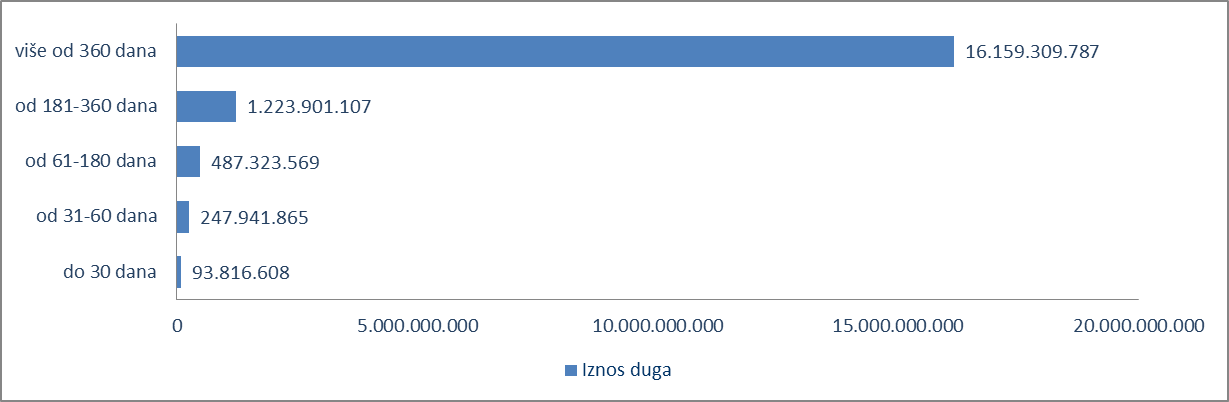 više od 360 dana 16.159.309.787
od 181-360 dana 1.223.901.107
od 61-180 dana 487.323.569
od 31-60 dana 247.941.865
do 30 dana 93.816.608
0 5.000.000.000 10.000.000.000 15.000.000.000 20.000.000.000
Iznos duga